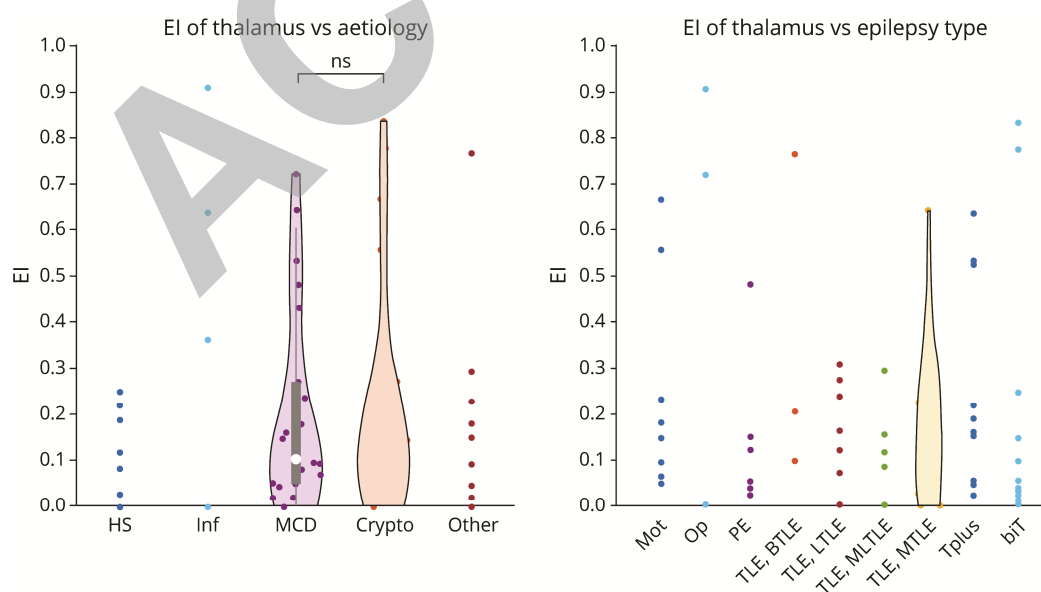 EI of thalamus vs aetiology
1.0
0.9
0.8
0.7
0.6
0.5
0.4
0.3
0.2
0.1
0.0
EI
ns
HS Inf MCD Crypto Other
EI of thalamus vs epilepsy type
1.0
0.9
0.8
0.7
0.6
0.5
0.4
0.3
0.2
0.1
0.0
EI
Mot
Op
PE
TLE, BTLE
TLE, LTLE
TLE, MLTLE
TLE, MTLE
Tplus
biT
AC